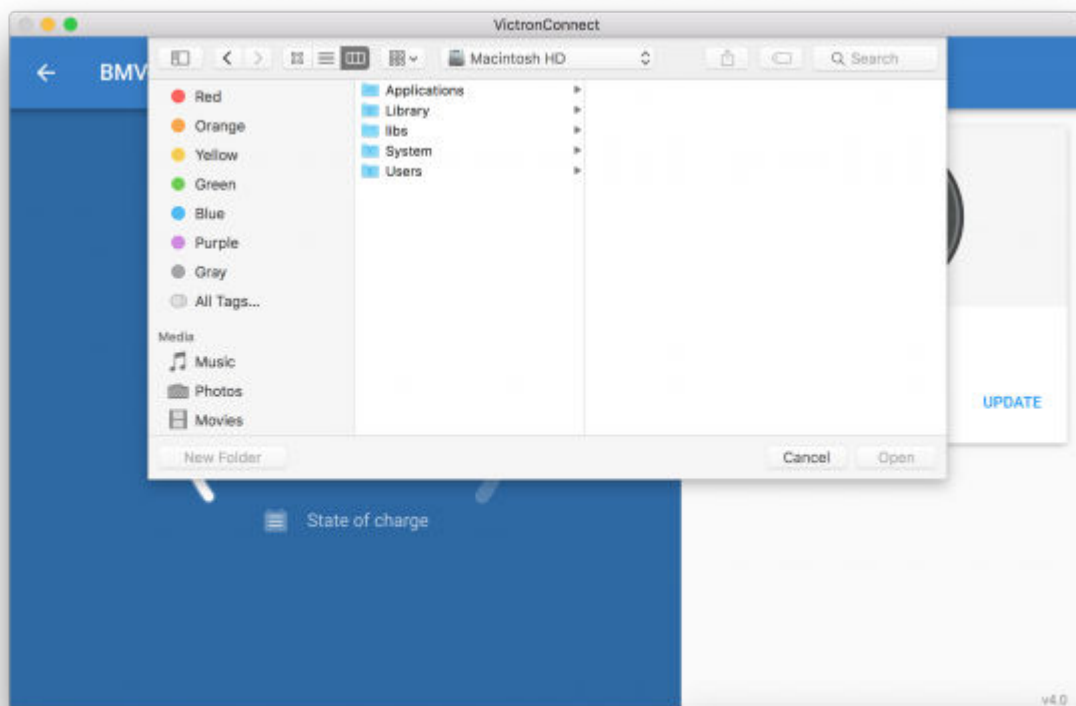 VictronConnect
BMV
Macintosh HD
Search
Red
Orange
Yellow
Green
Blue
Purple
Gray
All Tags...
Media
Music
Photos
Movies
Applications
Library
libs
System
Users
New Folder
Cancel
Open
UPDATE
State of charge
v4.0